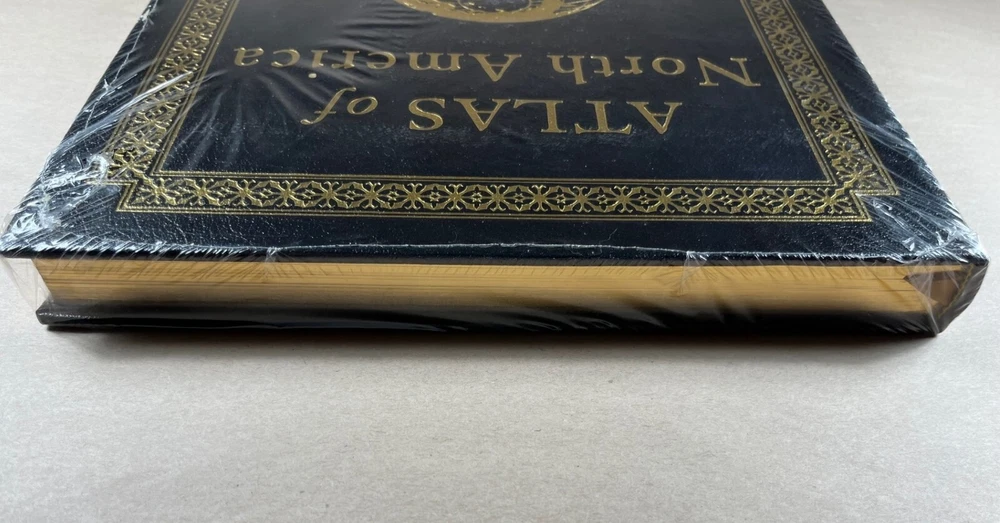 ATLAS of
North America